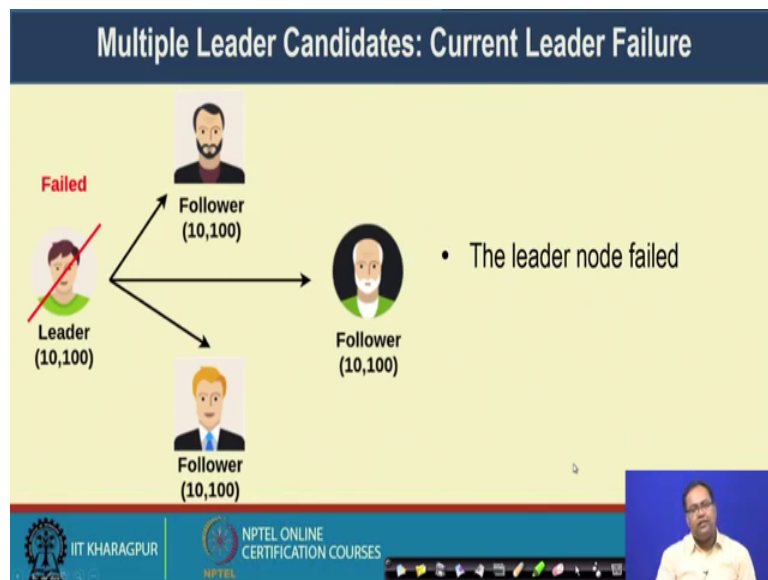 Multiple Leader Candidates: Current Leader Failure
Failed
Leader
(10,100)
Follower
(10,100)
Follower
(10,100)
Follower
(10,100)
• The leader node failed
IIT KHARAGPUR
NPTEL
NPTEL ONLINE
CERTIFICATION COURSES